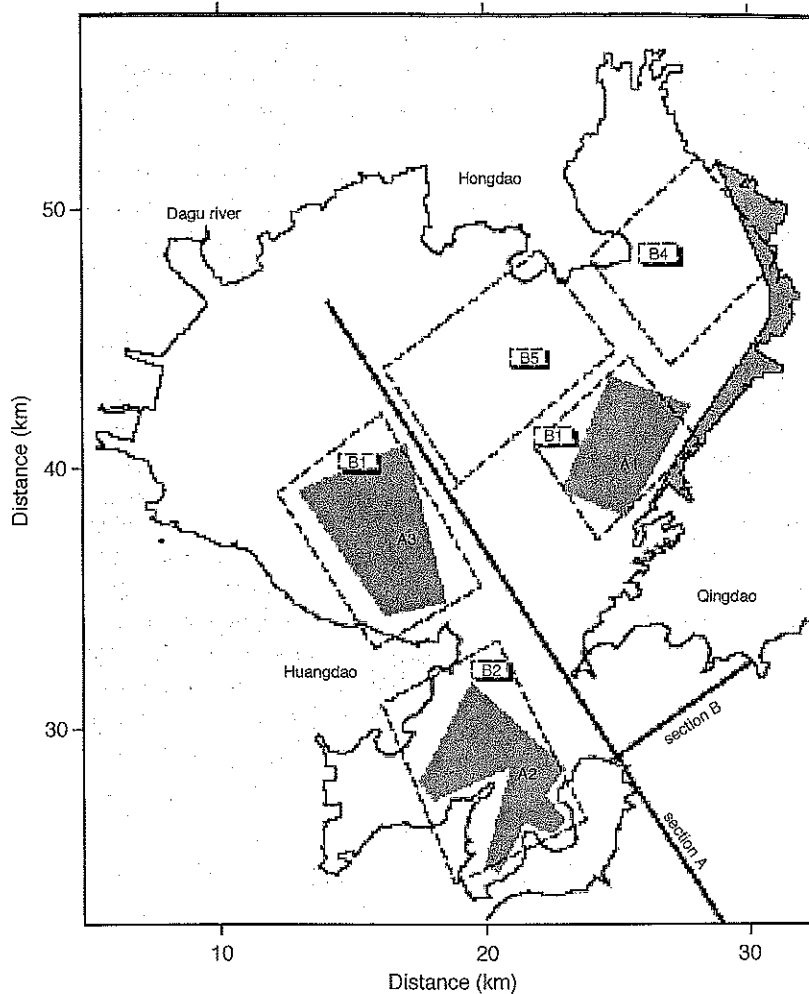 Hongdao
Dagu river
50
B4
B5
B1
B1
A1
40
A3
Qingdao
Huangdao
B2
30
A2
section B
section A
10
20
30
Distance (km)
Distance (km)